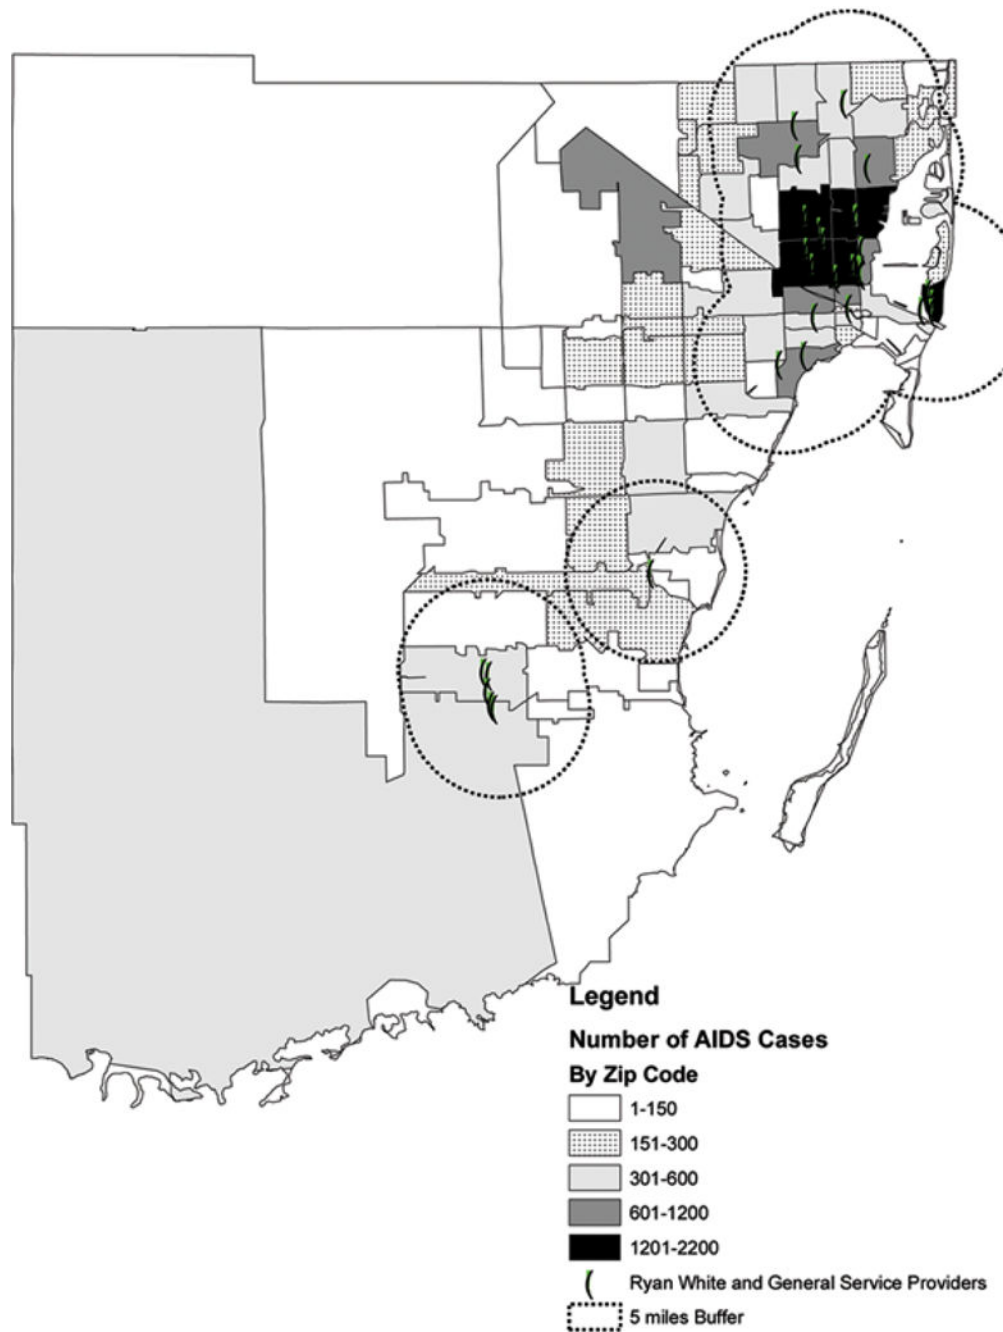 Legend
Number of AIDS Cases
By Zip Code
1-150
151-300
301-600
601-1200
1201-2200
Ryan White and General Service Providers
5 miles Buffer